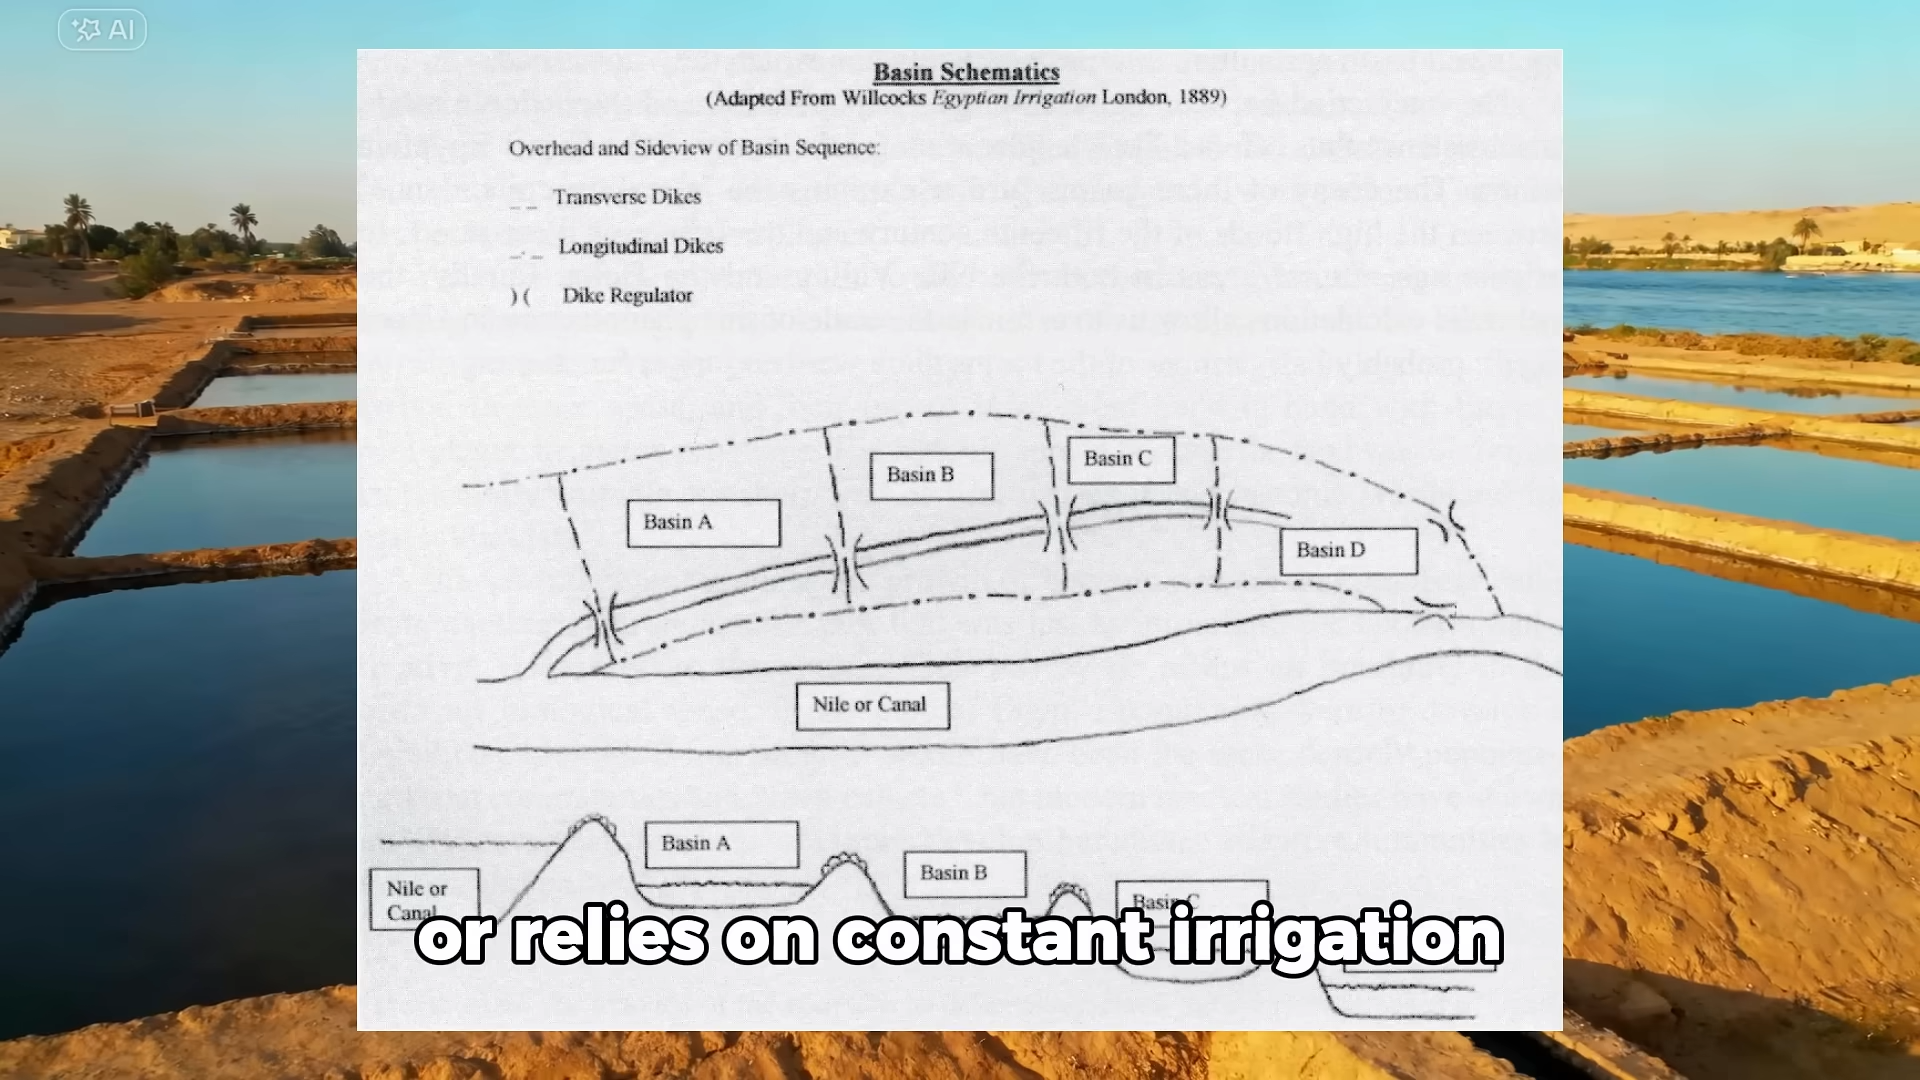 AI
Basin Schematics
(Adapted From Willcocks Egyptian Irrigation London, 1889)
Overhead and Sideview of Basin Sequence:
_ _ Transverse Dikes
_._ Longitudinal Dikes
) ( Dike Regulator
Basin C
Basin B
Basin A
Basin D
Nile or Canal
Basin A
Basin B
Nile or
Canal
Basin C
or relies on constant irrigation